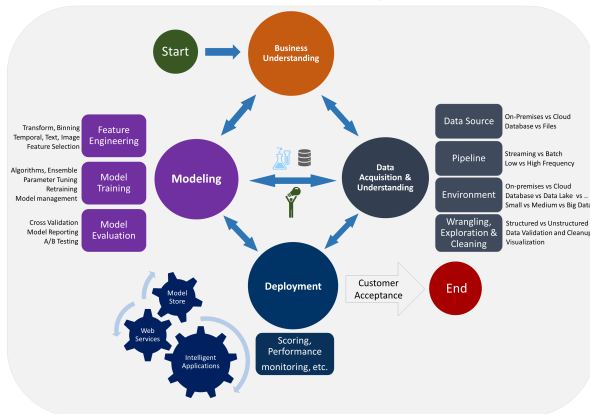 Start
Business
Understanding
Transform, Binning
Temporal, Text, Image
Feature Selection
Feature
Engineering
Algorithms, Ensemble
Parameter Tuning
Retraining
Model management
Model
Training
Cross Validation
Model Reporting
A/B Testing
Model
Evaluation
Modeling
Data
Acquisition &
Understanding
Data Source
On-Premises vs Cloud
Database vs Files
Pipeline
Streaming vs Batch
Low vs High Frequency
Environment
On-premises vs Cloud
Database vs Data Lake vs ..
Small vs Medium vs Big Data
Wrangling,
Exploration &
Cleaning
Structured vs Unstructured
Data Validation and Cleanup
Visualization
Deployment
Customer
Acceptance
End
Scoring,
Performance
monitoring, etc.
Model
Store
Web
Services
Intelligent
Applications